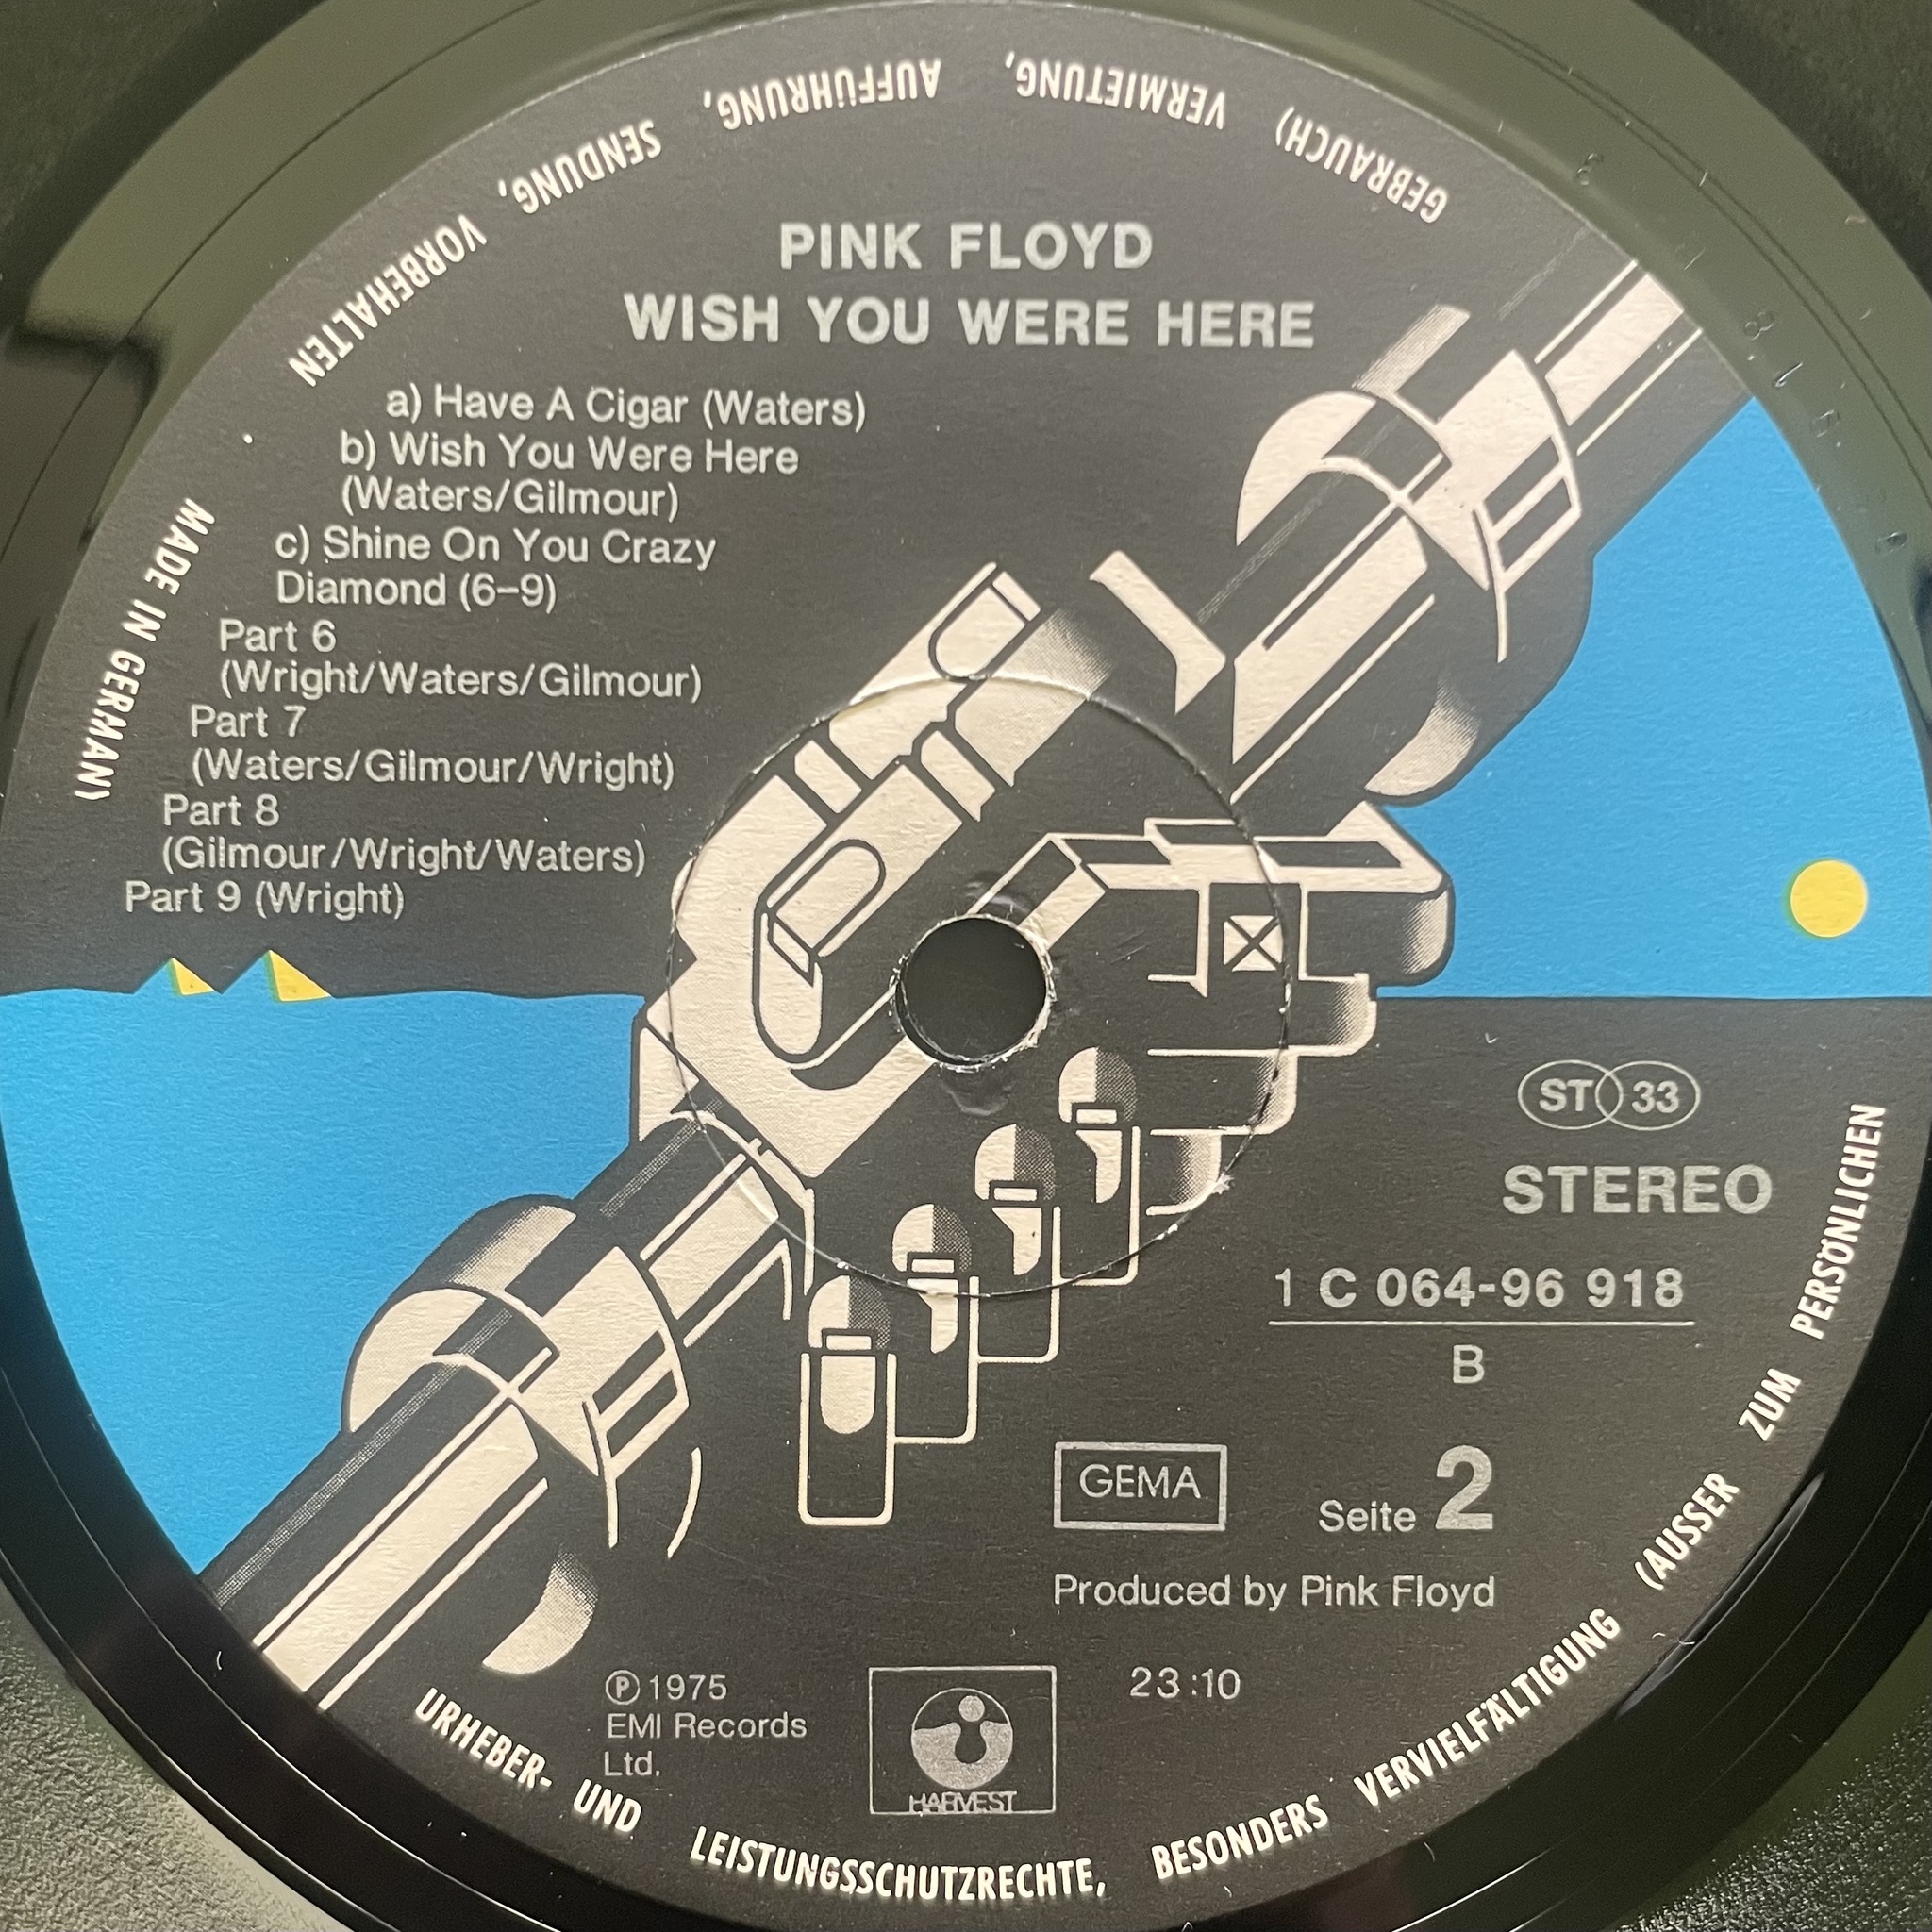 PINK FLOYD
WISH YOU WERE HERE
a) Have A Cigar (Waters)
b) Wish You Were Here
(Waters/Gilmour)
c) Shine On You Crazy
Diamond (6–9)
Part 6
(Wright/Waters/Gilmour)
Part 7
(Waters/Gilmour/Wright)
Part 8
(Gilmour/Wright/Waters)
Part 9 (Wright)
ST 33
STEREO
1 C 064-96 918
B
GEMA
Seite 2
Produced by Pink Floyd
23:10
Ⓟ 1975
EMI Records
Ltd.
HARVEST
URHEBER- UND LEISTUNGSSCHUTZRECHTE, BESONDERS VERVIELFÄLTIGUNG (AUSSER ZUM PERSÖNLICHEN GEBRAUCH) VERMIETUNG, AUFFÜHRUNG, SENDUNG, VORBEHALTEN
MADE IN GERMANY